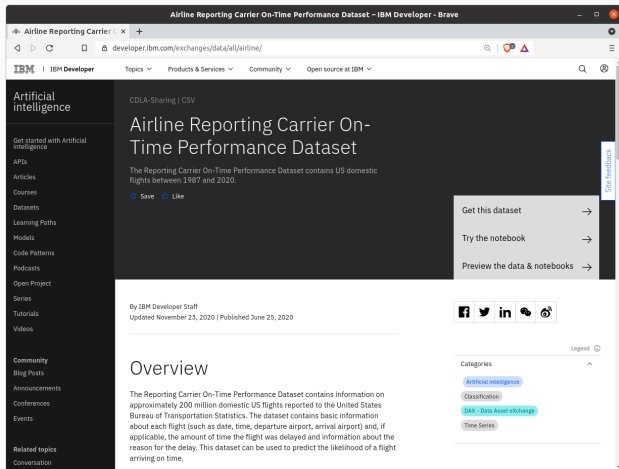 Airline Reporting Carrier On-Time Performance Dataset – IBM Developer - Brave
Airline Reporting Carrier
developer.ibm.com/exchanges/data/all/airline/
IBM | IBM Developer
Topics
Products & Services
Community
Open source at IBM
Artificial
intelligence
Get started with Artificial
intelligence
APIs
Articles
Courses
Datasets
Learning Paths
Models
Code Patterns
Podcasts
Open Project
Series
Tutorials
Videos
Community
Blog Posts
Announcements
Conferences
Events
Related topics
Conversation
CDLA-Sharing | CSV
Airline Reporting Carrier On-
Time Performance Dataset
The Reporting Carrier On-Time Performance Dataset contains US domestic
flights between 1987 and 2020.
Save Like
Site feedback
Get this dataset
Try the notebook
Preview the data & notebooks
By IBM Developer Staff
Updated November 23, 2020 | Published June 25, 2020
Overview
The Reporting Carrier On-Time Performance Dataset contains information on
approximately 200 million domestic US flights reported to the United States
Bureau of Transportation Statistics. The dataset contains basic information
about each flight (such as date, time, departure airport, arrival airport) and, if
applicable, the amount of time the flight was delayed and information about the
reason for the delay. This dataset can be used to predict the likelihood of a flight
arriving on time.
Legend
Categories
Artificial intelligence
Classification
DAX - Data Asset eXchange
Time Series